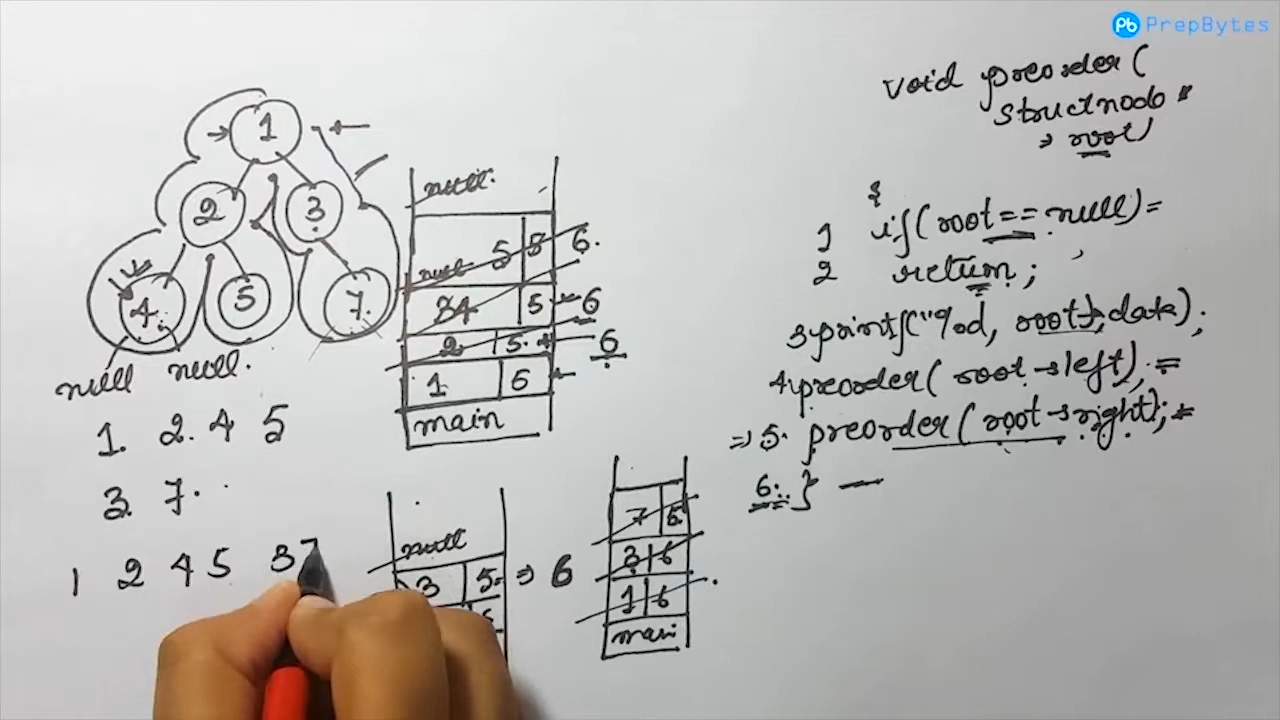 PrepBytes
void preorder(
struct node *
root)
{
1 if(root == null)
2 return;
3 printf("%d, root→data);
4 preorder(root→left);
⇒ 5. preorder(root→right);
6. }
1
2 3
4. 5 7.
null null.
1. 2. 4 5
3. 7.
1 2 4 5 3 7
null.
5 5 6.
null.
34 5 6
2 5. 6
1 6
main
null
3 5. ⇒ 6
7 5.
3 6
1 6
main